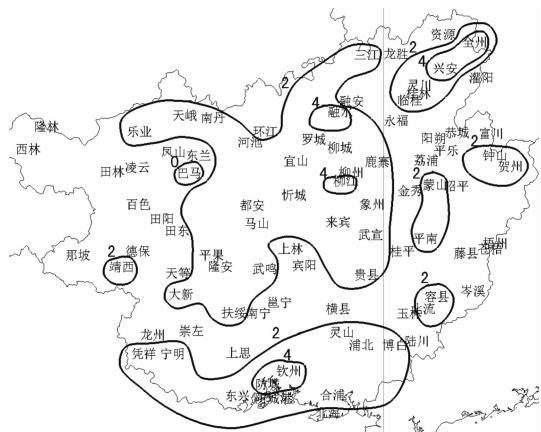 资源
全州
2
三江
龙胜
4
兴安
灌阳
2
灵川
桂林
临桂
融安
4
融水
永福
天峨
南丹
乐业
环江
河池
罗城
柳城
阳朔
恭城
富川
隆林
西林
凤山
东兰
0
巴马
田林
凌云
宜山
鹿寨
荔浦
平乐
2
钟山
贺州
4
柳州
柳江
2
蒙山
昭平
金秀
百色
田阳
田东
都安
忻城
马山
来宾
象州
武宣
平南
桂平
藤县
苍梧
梧州
那坡
德保
2
靖西
平果
隆安
天等
大新
武鸣
上林
宾阳
贵县
2
容县
岑溪
玉林
北流
扶绥
南宁
邕宁
横县
龙州
崇左
2
灵山
浦北
博白
陆川
凭祥
宁明
上思
4
钦州
防城
东兴
合浦
北海